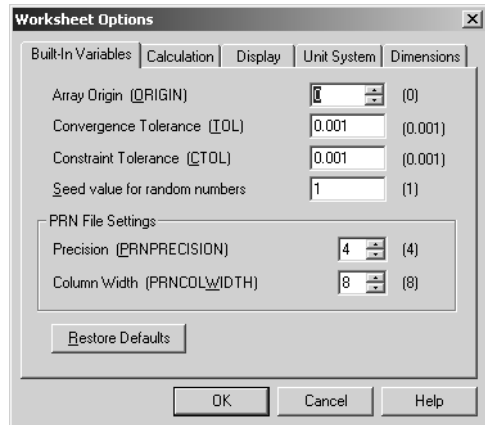 Worksheet Options
Built-In Variables Calculation Display Unit System Dimensions
Array Origin (ORIGIN) 0 (0)
Convergence Tolerance (TOL) 0.001 (0.001)
Constraint Tolerance (CTOL) 0.001 (0.001)
Seed value for random numbers 1 (1)
PRN File Settings
Precision (PRNPRECISION) 4 (4)
Column Width (PRNCOLWIDTH) 8 (8)
Restore Defaults
OK Cancel Help